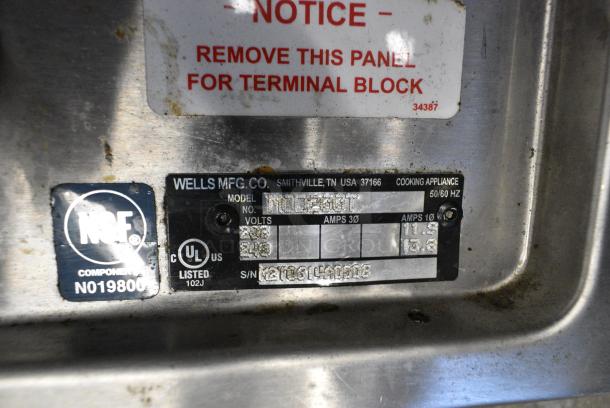 - NOTICE -
REMOVE THIS PANEL
FOR TERMINAL BLOCK
34387
WELLS MFG.CO. SMITHVILLE, TN USA 37166 COOKING APPLIANCE
50/60 HZ
MODEL
NO.
VOLTS AMPS 3Ø AMPS 1Ø
208 11.5
240 13.3
C UL US
LISTED
102J
S/N
NSF
COMPONENT
N019800